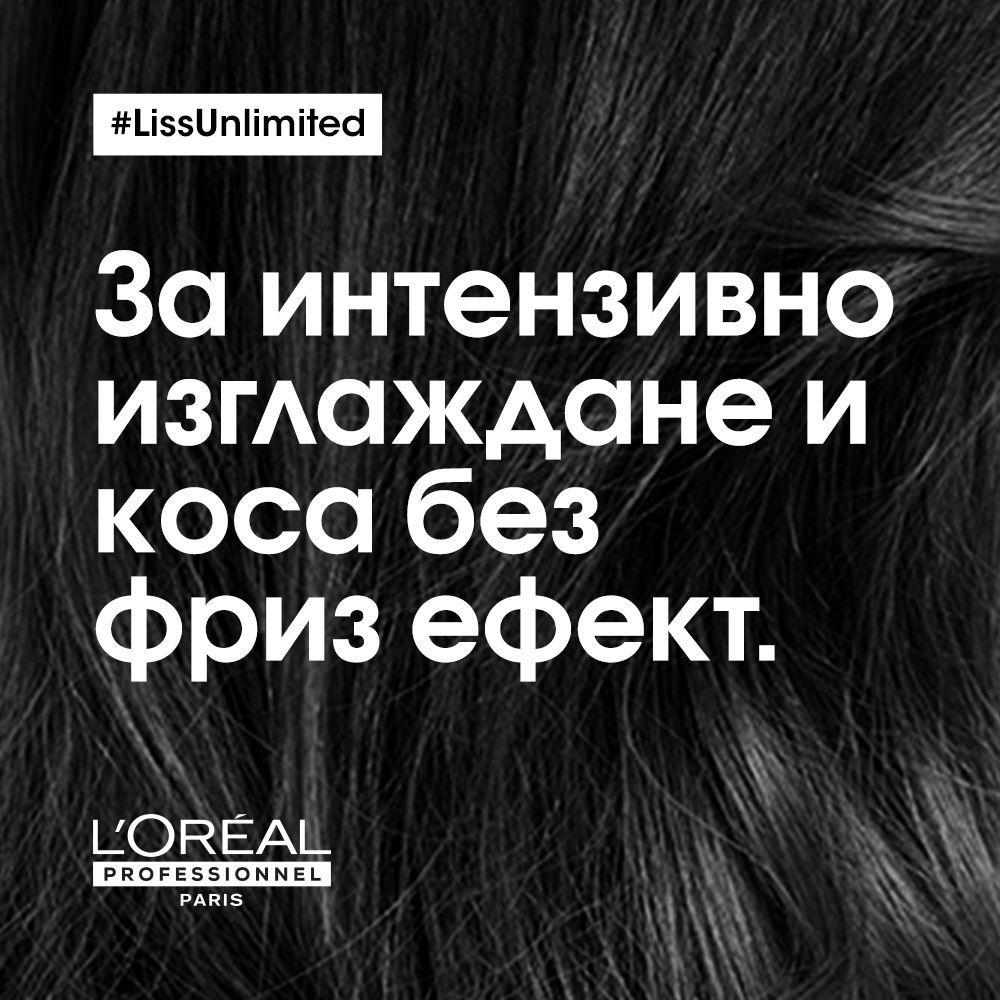 #LissUnlimited
За интензивно
изглаждане и
коса без
фриз ефект.
L'ORÉAL
PROFESSIONNEL
PARIS